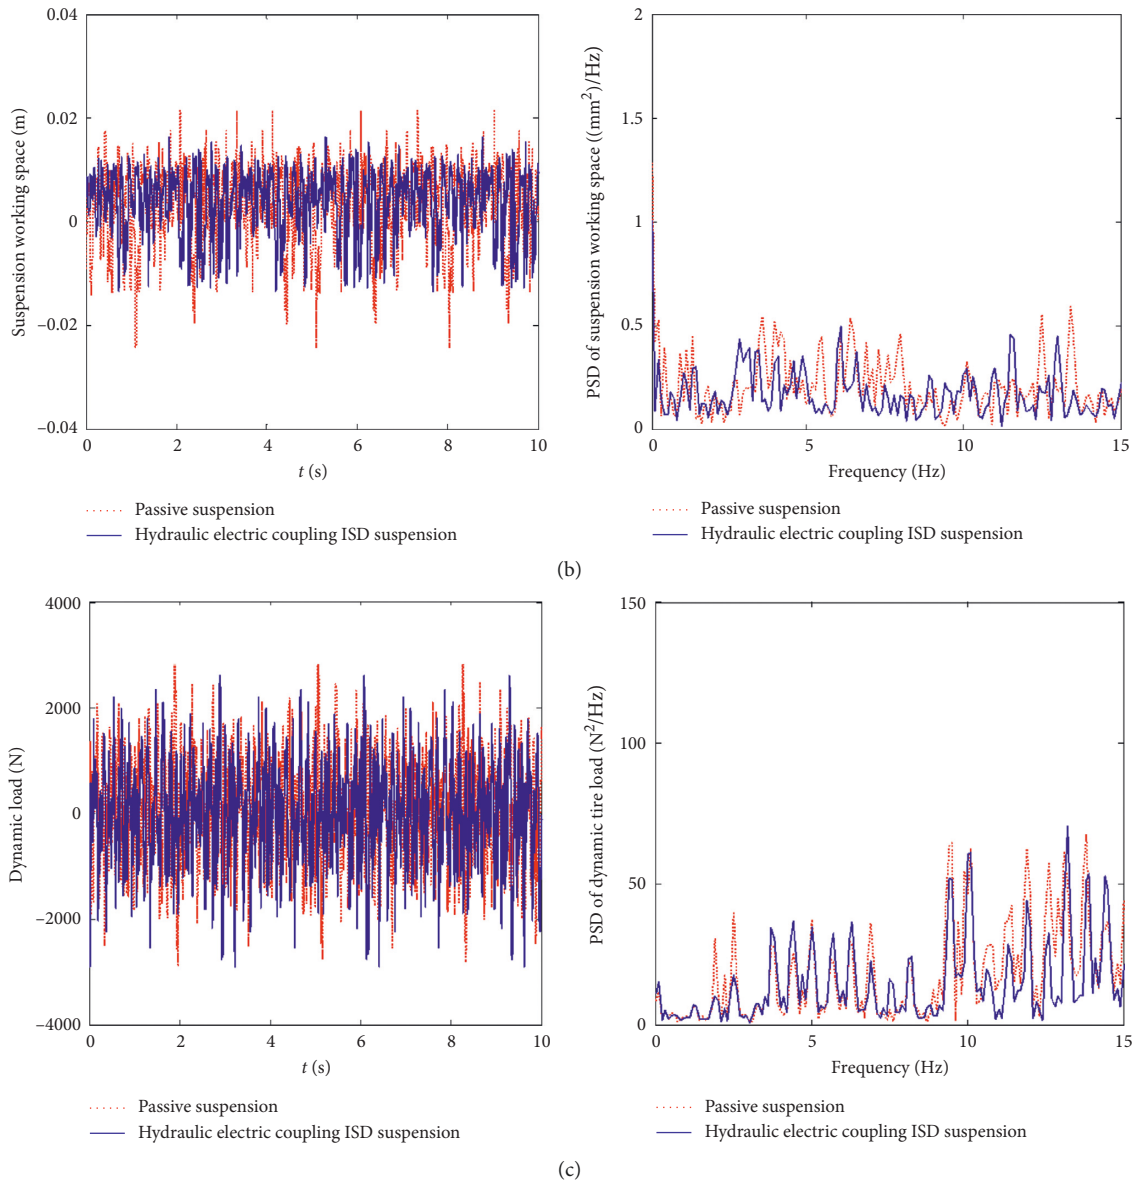 0.04
0.02
0
−0.02
−0.04
Suspension working space (m)
0
2
4
6
8
10
t (s)
Passive suspension
Hydraulic electric coupling ISD suspension
2
1.5
1
0.5
0
PSD of suspension working space ((mm²)/Hz)
0
5
10
15
Frequency (Hz)
Passive suspension
Hydraulic electric coupling ISD suspension
(b)
4000
2000
0
−2000
−4000
Dynamic load (N)
0
2
4
6
8
10
t (s)
Passive suspension
Hydraulic electric coupling ISD suspension
150
100
50
0
PSD of dynamic tire load (N²/Hz)
0
5
10
15
Frequency (Hz)
Passive suspension
Hydraulic electric coupling ISD suspension
(c)